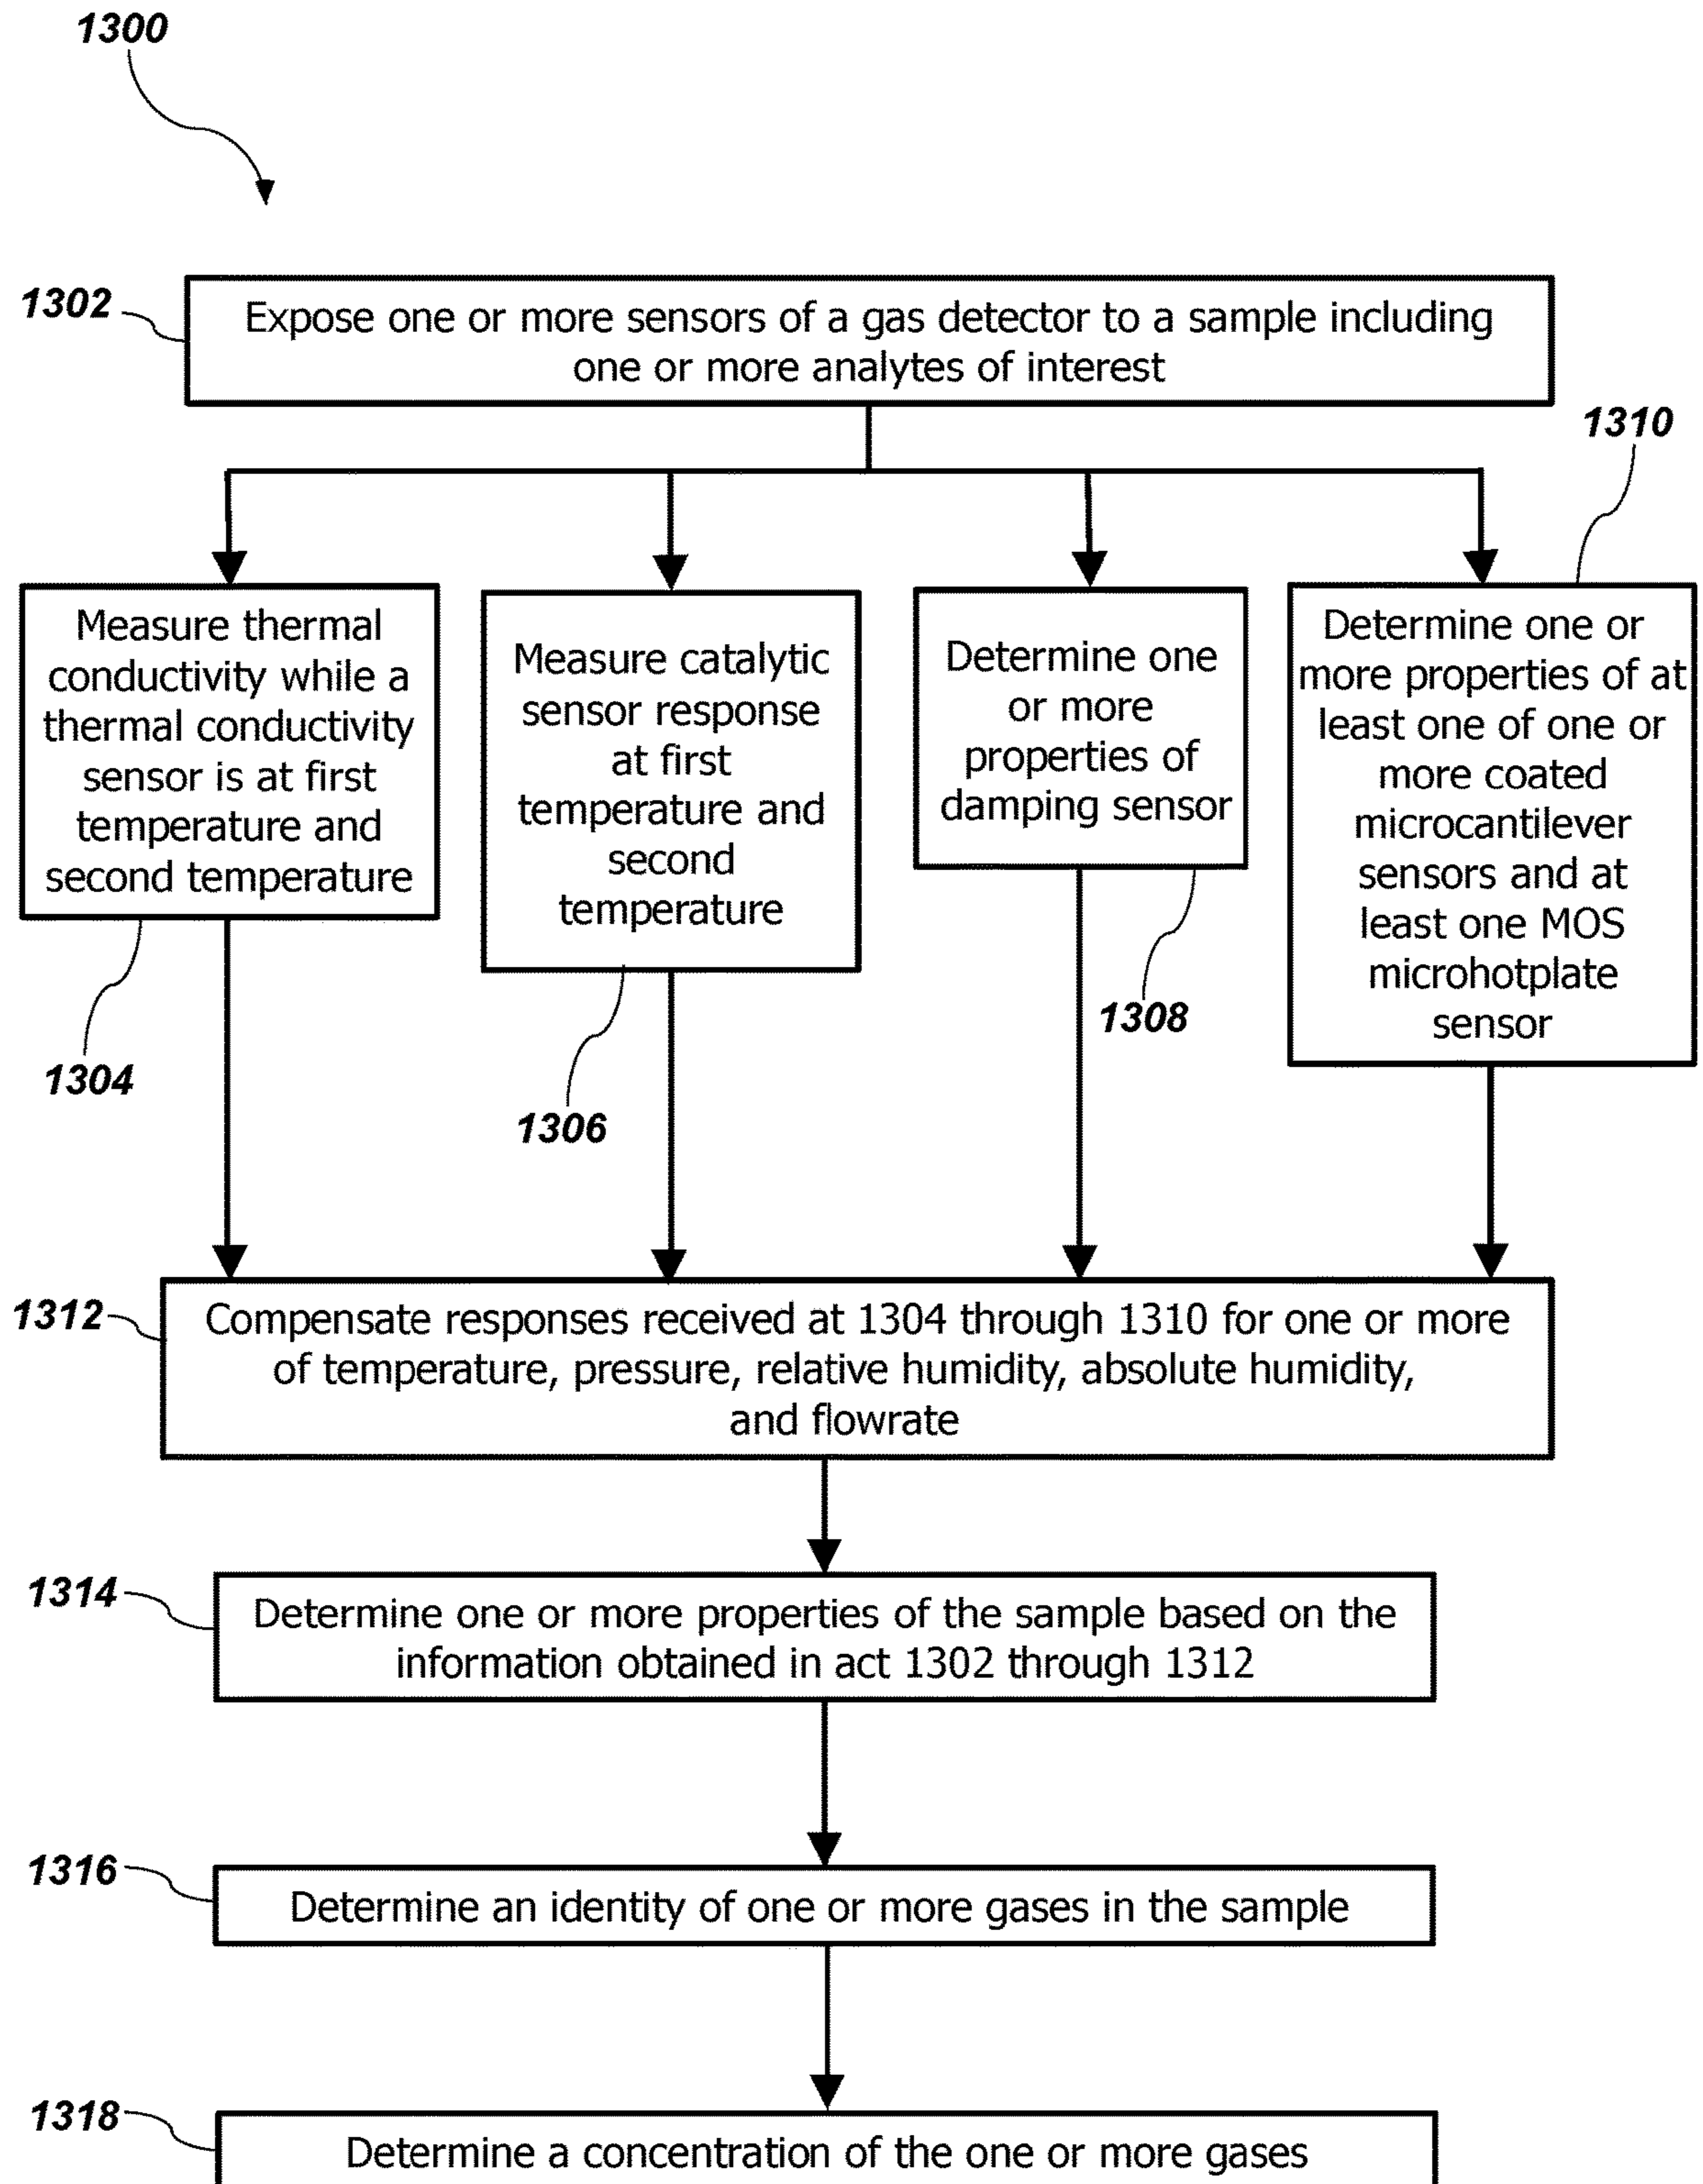 1300
1302
Expose one or more sensors of a gas detector to a sample including
one or more analytes of interest
1310
Measure thermal
conductivity while a
thermal conductivity
sensor is at first
temperature and
second temperature
1304
Measure catalytic
sensor response
at first
temperature and
second
temperature
1306
Determine one
or more
properties of
damping sensor
1308
Determine one or
more properties of at
least one of one or
more coated
microcantilever
sensors and at
least one MOS
microhotplate
sensor
1312
Compensate responses received at 1304 through 1310 for one or more
of temperature, pressure, relative humidity, absolute humidity,
and flowrate
1314
Determine one or more properties of the sample based on the
information obtained in act 1302 through 1312
1316
Determine an identity of one or more gases in the sample
1318
Determine a concentration of the one or more gases